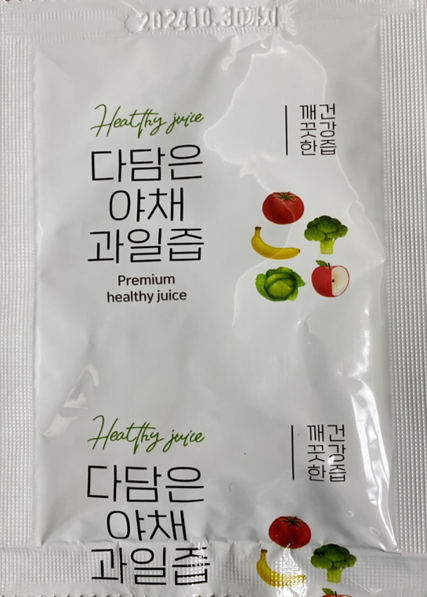 2024.10.30까지
Healthy juice
다담은
야채
과일즙
Premium
healthy juice
깨끗한
건강즙
Healthy juice
다담은
야채
과일즙
깨끗한
건강즙